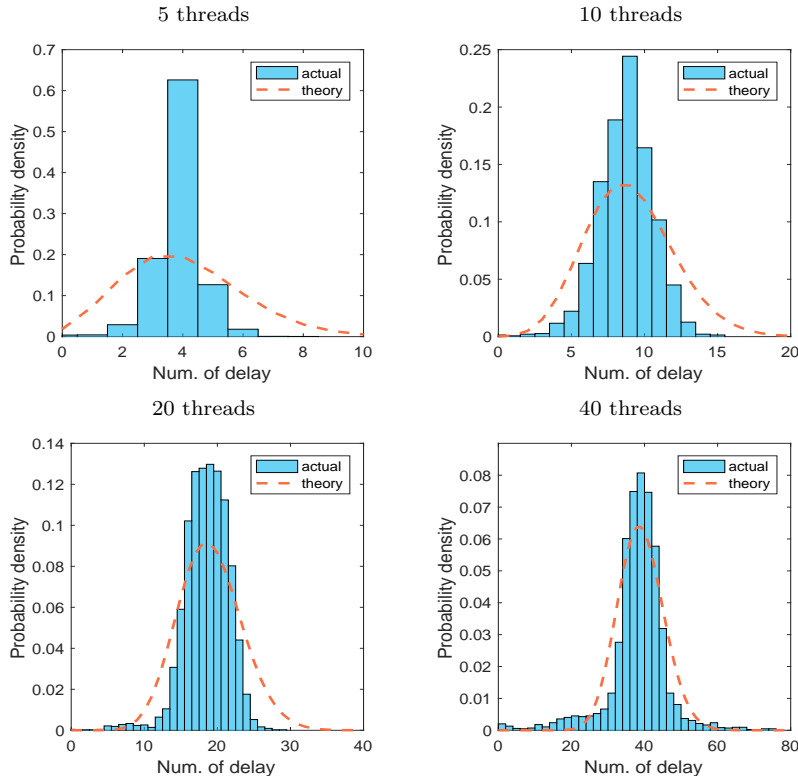 5 threads
0.7
0.6
0.5
0.4
0.3
0.2
0.1
0
Probability density
actual
theory
0 2 4 6 8 10
Num. of delay
10 threads
0.25
0.2
0.15
0.1
0.05
0
Probability density
actual
theory
0 5 10 15 20
Num. of delay
20 threads
0.14
0.12
0.1
0.08
0.06
0.04
0.02
0
Probability density
actual
theory
0 10 20 30 40
Num. of delay
40 threads
0.08
0.07
0.06
0.05
0.04
0.03
0.02
0.01
0
Probability density
actual
theory
0 20 40 60 80
Num. of delay